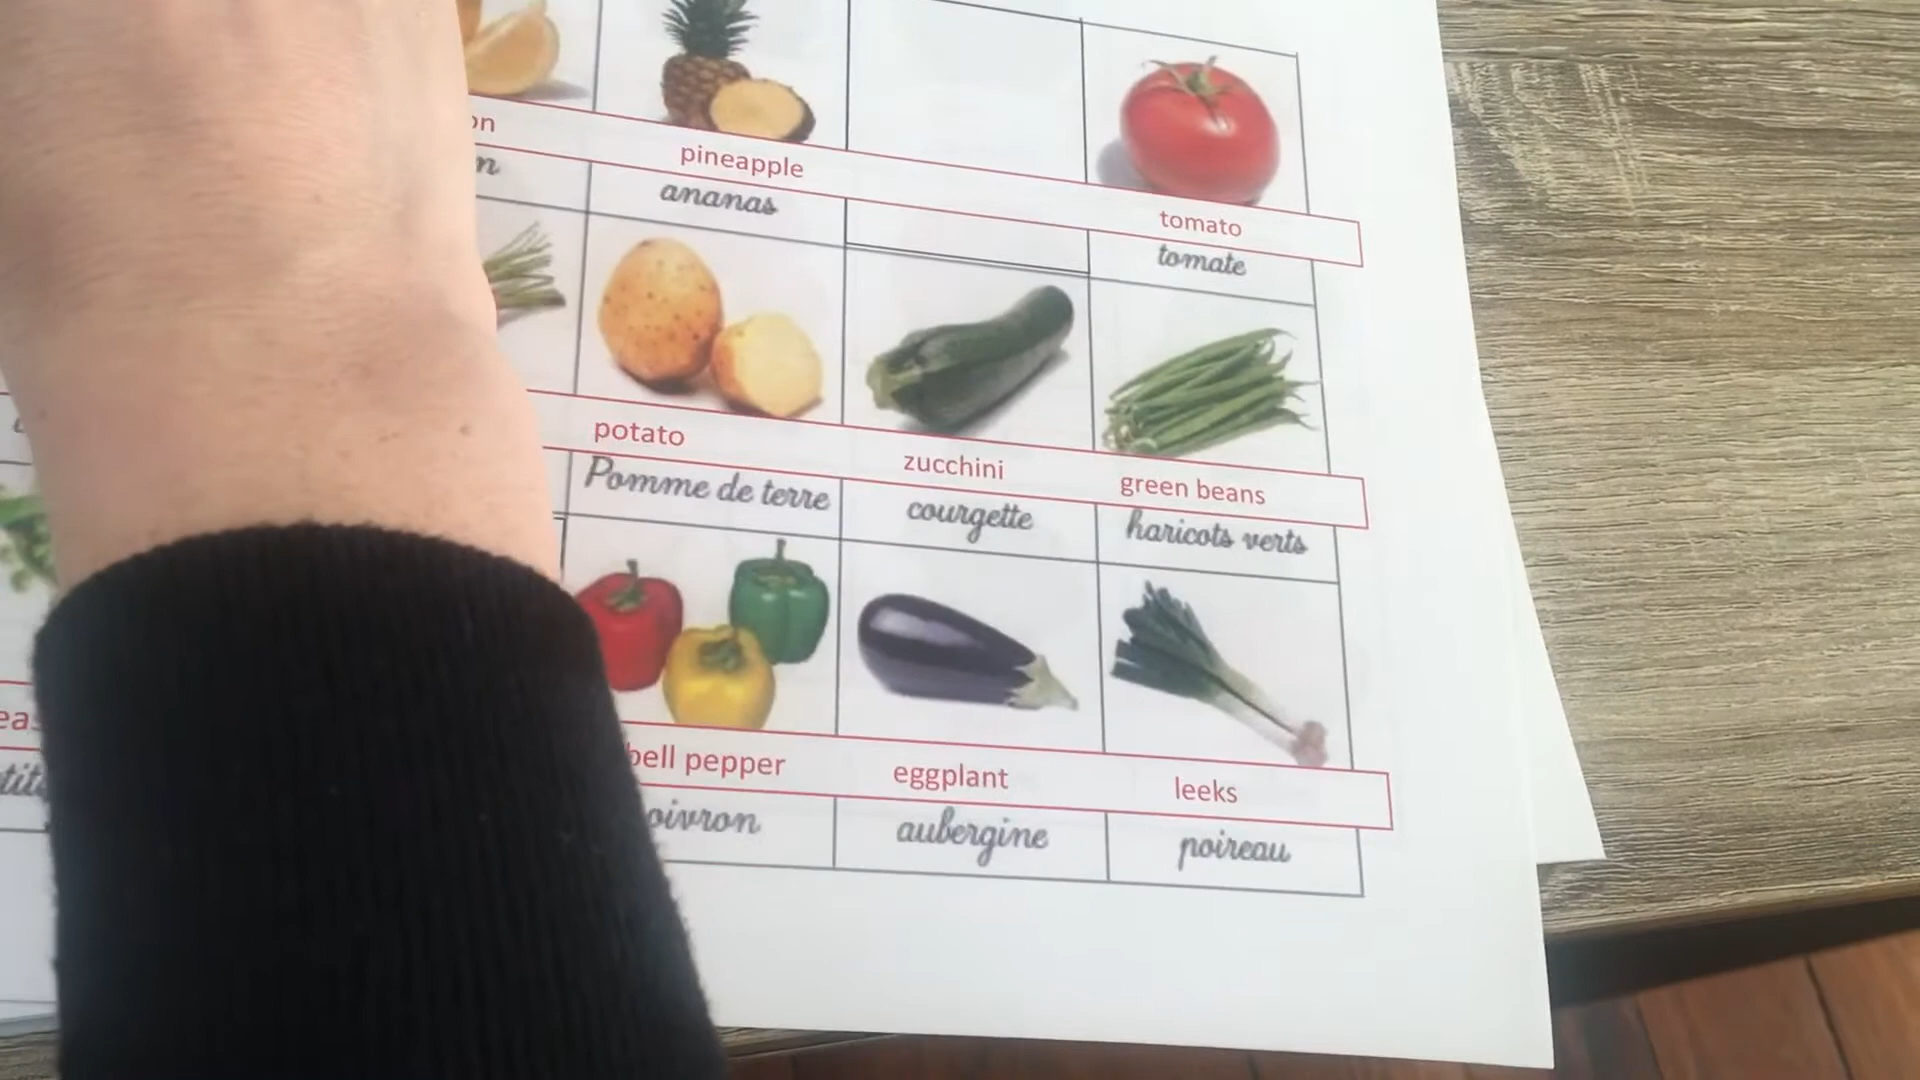 pineapple
ananas
tomato
tomate
potato
zucchini
green beans
Pomme de terre
courgette
haricots verts
bell pepper
eggplant
leeks
oivron
aubergine
poireau